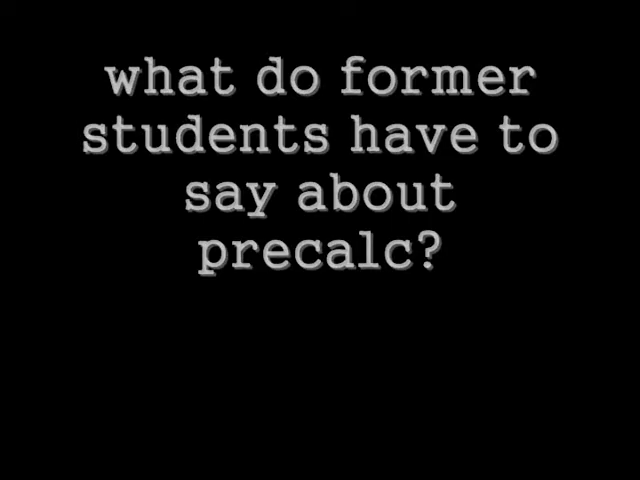 what do former
students have to
say about
precalc?